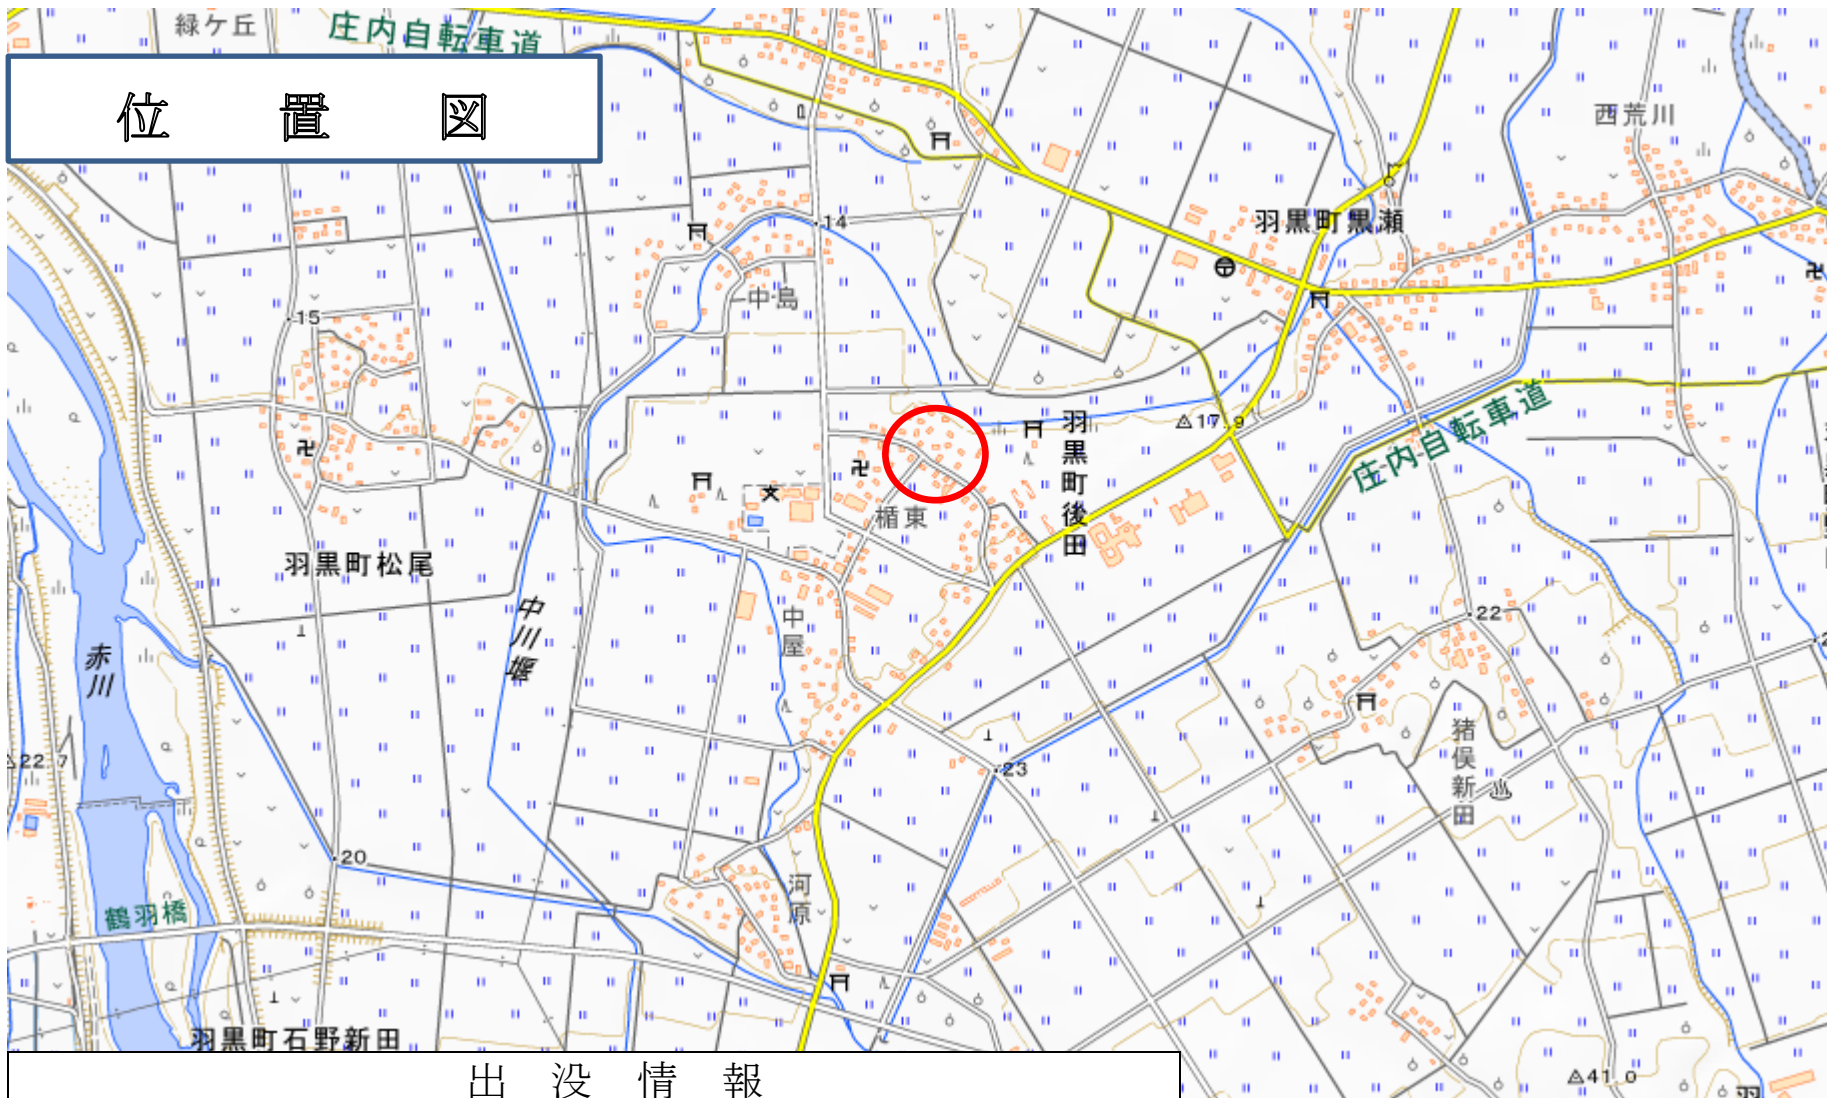 緑ケ丘
庄内自転車道
位置図
西荒川
羽黒町黒瀬
14
中島
15
羽黒町後田
17.9
庄内自転車道
楯東
羽黒町松尾
中川堰
中屋
22
赤川
猪俣新田
22.7
23
20
河原
鶴羽橋
羽黒町石野新田
41.0
羽
出没情報